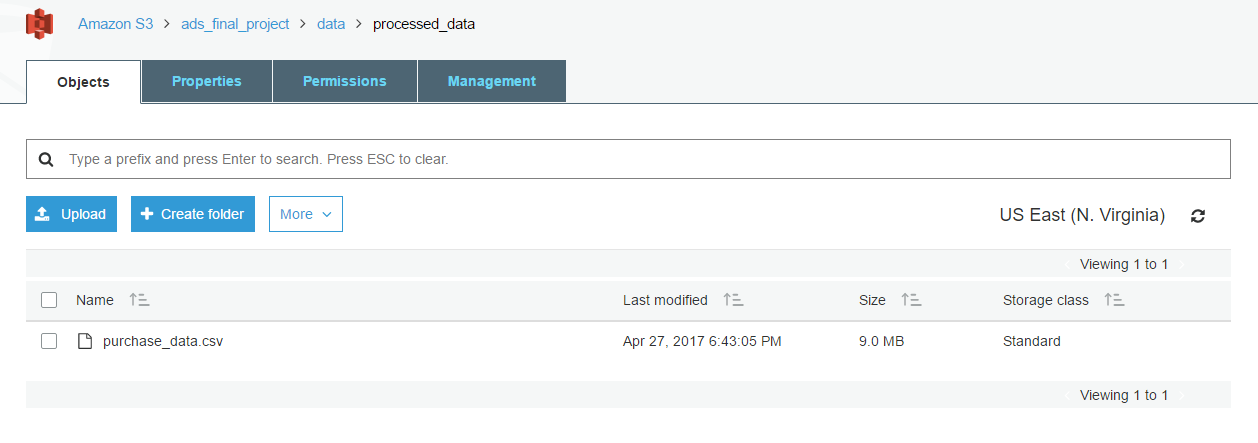 Amazon S3 > ads_final_project > data > processed_data
Objects Properties Permissions Management
Type a prefix and press Enter to search. Press ESC to clear.
Upload Create folder More US East (N. Virginia)
Viewing 1 to 1
Name Last modified Size Storage class
purchase_data.csv Apr 27, 2017 6:43:05 PM 9.0 MB Standard
Viewing 1 to 1